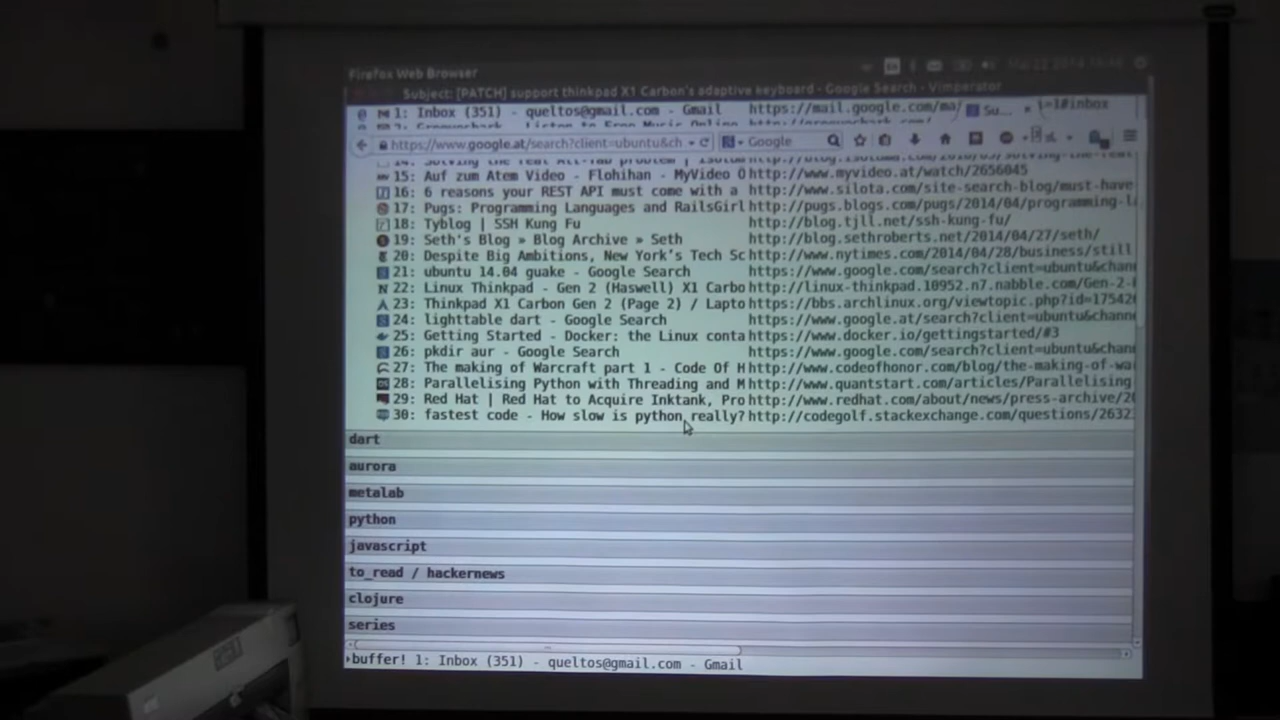 Firefox Web Browser
Subject: [PATCH] support thinkpad X1 Carbon's adaptive keyboard - Google Search - Vimperator
1: Inbox (351) - queltos@gmail.com - Gmail https://mail.google.com/ma/ Su... i=1#inbox
Listen to Free Music Online
https://www.google.at/search?client=ubuntu&ch Google
15: Auf zum Atem Video - Flohihan - MyVideo Ö http://www.myvideo.at/watch/2656045
16: 6 reasons your REST API must come with a http://www.silota.com/site-search-blog/must-have
17: Pugs: Programming Languages and RailsGirl http://pugs.blogs.com/pugs/2014/04/programming-l
18: Tyblog | SSH Kung Fu http://blog.tjll.net/ssh-kung-fu/
19: Seth's Blog » Blog Archive » Seth http://blog.sethroberts.net/2014/04/27/seth/
20: Despite Big Ambitions, New York's Tech Sc http://www.nytimes.com/2014/04/28/business/still
21: ubuntu 14.04 guake - Google Search https://www.google.com/search?client=ubuntu&chann
22: Linux Thinkpad - Gen 2 (Haswell) X1 Carbo http://linux-thinkpad.10952.n7.nabble.com/Gen-2-
23: Thinkpad X1 Carbon Gen 2 (Page 2) / Lapto https://bbs.archlinux.org/viewtopic.php?id=17542
24: lighttable dart - Google Search https://www.google.at/search?client=ubuntu&chann
25: Getting Started - Docker: the Linux conta https://www.docker.io/gettingstarted/#3
26: pkdir aur - Google Search https://www.google.com/search?client=ubuntu&chan
27: The making of Warcraft part 1 - Code Of H http://www.codeofhonor.com/blog/the-making-of-wa
28: Parallelising Python with Threading and M http://www.quantstart.com/articles/Parallelising
29: Red Hat | Red Hat to Acquire Inktank, Pro http://www.redhat.com/about/news/press-archive/20
30: fastest code - How slow is python really? http://codegolf.stackexchange.com/questions/2632
dart
aurora
metalab
python
javascript
to_read / hackernews
clojure
series
buffer! 1: Inbox (351) - queltos@gmail.com - Gmail